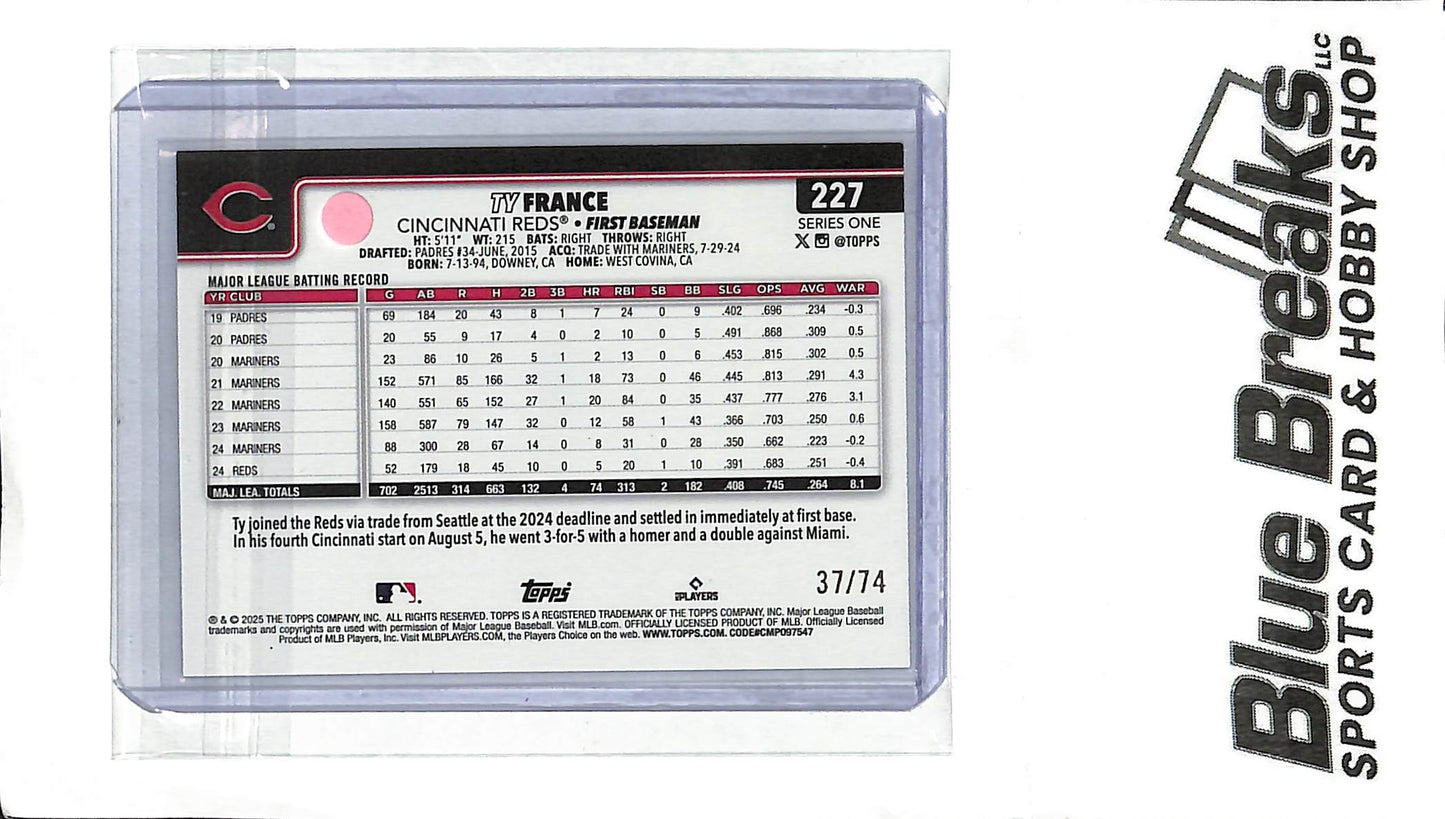 TY FRANCE
227
CINCINNATI REDS® • FIRST BASEMAN
SERIES ONE
HT: 5'11" WT: 215 BATS: RIGHT THROWS: RIGHT
@TOPPS
DRAFTED: PADRES #34-JUNE, 2015 ACQ: TRADE WITH MARINERS, 7-29-24
BORN: 7-13-94, DOWNEY, CA HOME: WEST COVINA, CA
MAJOR LEAGUE BATTING RECORD
YR CLUB G AB R H 2B 3B HR RBI SB BB SLG OPS AVG WAR
19 PADRES 69 184 20 43 8 1 7 24 0 9 .402 .696 .234 -0.3
20 PADRES 20 55 9 17 4 0 2 10 0 5 .491 .868 .309 0.5
20 MARINERS 23 86 10 26 5 1 2 13 0 6 .453 .815 .302 0.5
21 MARINERS 152 571 85 166 32 1 18 73 0 46 .445 .813 .291 4.3
22 MARINERS 140 551 65 152 27 1 20 84 0 35 .437 .777 .276 3.1
23 MARINERS 158 587 79 147 32 0 12 58 1 43 .366 .703 .250 0.6
24 MARINERS 88 300 28 67 14 0 8 31 0 28 .350 .662 .223 -0.2
24 REDS 52 179 18 45 10 0 5 20 1 10 .391 .683 .251 -0.4
MAJ. LEA. TOTALS 702 2513 314 663 132 4 74 313 2 182 .408 .745 .264 8.1
Ty joined the Reds via trade from Seattle at the 2024 deadline and settled in immediately at first base.
In his fourth Cincinnati start on August 5, he went 3-for-5 with a homer and a double against Miami.
37/74
Topps
PLAYERS
® & © 2025 THE TOPPS COMPANY, INC. ALL RIGHTS RESERVED. TOPPS IS A REGISTERED TRADEMARK OF THE TOPPS COMPANY, INC. Major League Baseball
trademarks and copyrights are used with permission of Major League Baseball. Visit MLB.com. OFFICIALLY LICENSED PRODUCT OF MLB. Officially Licensed
Product of MLB Players, Inc. Visit MLBPLAYERS.COM, the Players Choice on the web. WWW.TOPPS.COM. CODE#CMP097547
Blue Breaks LLC
SPORTS CARD & HOBBY SHOP